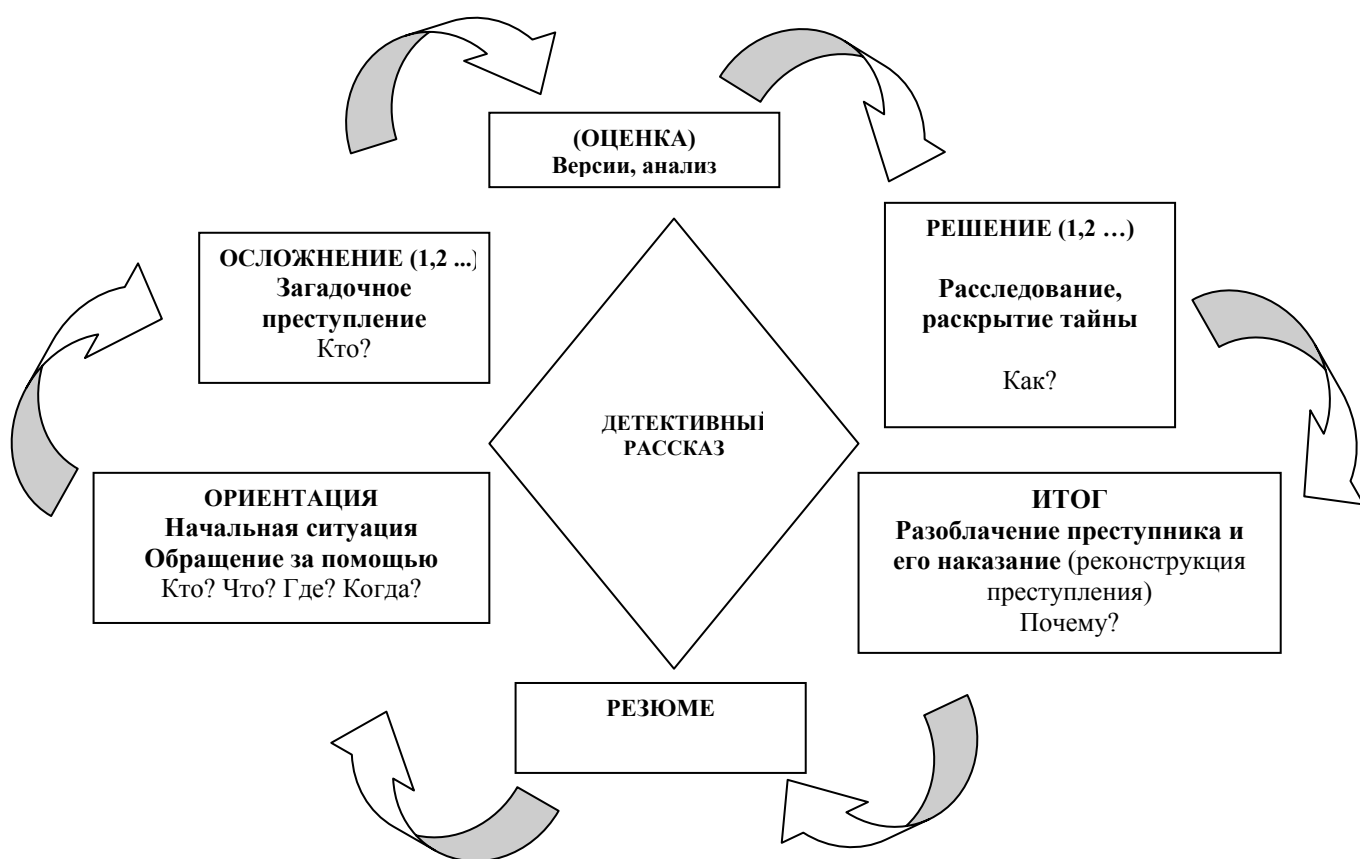 (ОЦЕНКА)
Версии, анализ
ОСЛОЖНЕНИЕ (1,2 ...)
Загадочное
преступление
Кто?
РЕШЕНИЕ (1,2 …)
Расследование,
раскрытие тайны
Как?
ДЕТЕКТИВНЫЙ
РАССКАЗ
ОРИЕНТАЦИЯ
Начальная ситуация
Обращение за помощью
Кто? Что? Где? Когда?
ИТОГ
Разоблачение преступника и
его наказание (реконструкция
преступления)
Почему?
РЕЗЮМЕ